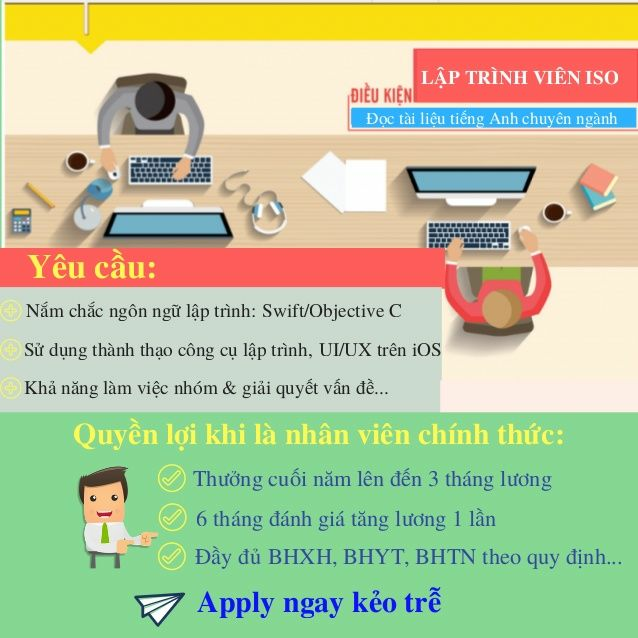 LẬP TRÌNH VIÊN ISO
ĐIỀU KIỆN
Đọc tài liệu tiếng Anh chuyên ngành
Yêu cầu:
Nắm chắc ngôn ngữ lập trình: Swift/Objective C
Sử dụng thành thạo công cụ lập trình, UI/UX trên iOS
Khả năng làm việc nhóm & giải quyết vấn đề...
Quyền lợi khi là nhân viên chính thức:
Thưởng cuối năm lên đến 3 tháng lương
6 tháng đánh giá tăng lương 1 lần
Đầy đủ BHXH, BHYT, BHTN theo quy định...
Apply ngay kẻo trễ